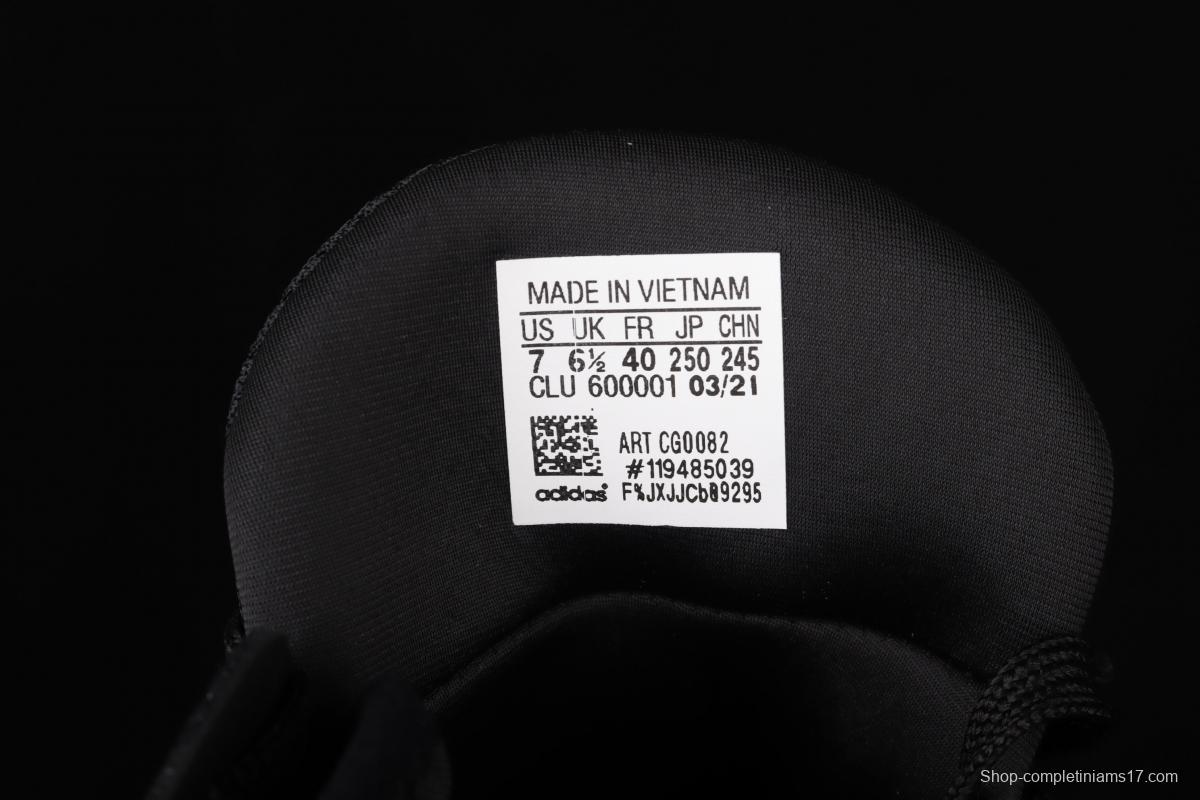 MADE IN VIETNAM
US UK FR JP CHN
7 6½ 40 250 245
CLU 600001 03/21
ART CG0082
#119485039
adidas F%JXJJCb09295
Shop-completiniams17.com